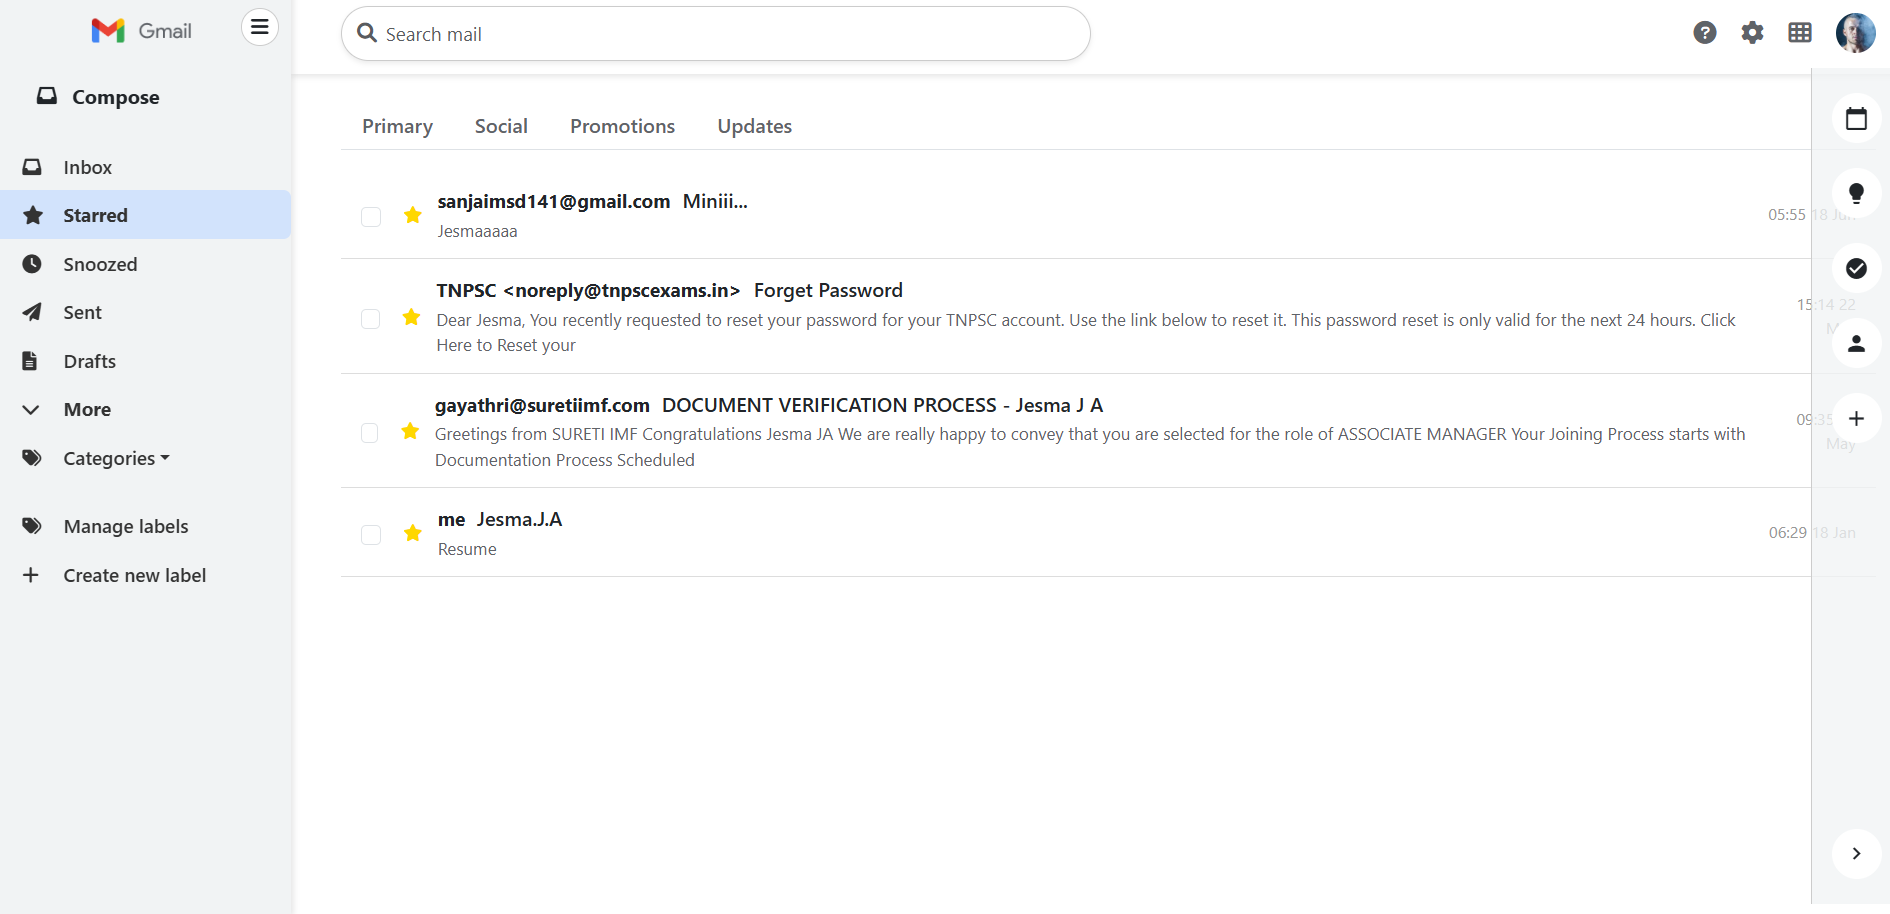 Gmail
Search mail
Compose
Primary Social Promotions Updates
Inbox
Starred
Snoozed
Sent
Drafts
More
Categories
Manage labels
Create new label
sanjaimsd141@gmail.com Miniii...
Jesmaaaaa
05:55 18 Jun
TNPSC <noreply@tnpscexams.in> Forget Password
Dear Jesma, You recently requested to reset your password for your TNPSC account. Use the link below to reset it. This password reset is only valid for the next 24 hours. Click
Here to Reset your
15:14 22
gayathri@suretiimf.com DOCUMENT VERIFICATION PROCESS - Jesma J A
Greetings from SURETI IMF Congratulations Jesma JA We are really happy to convey that you are selected for the role of ASSOCIATE MANAGER Your Joining Process starts with
Documentation Process Scheduled
09:35
May
me Jesma.J.A
Resume
06:29 18 Jan